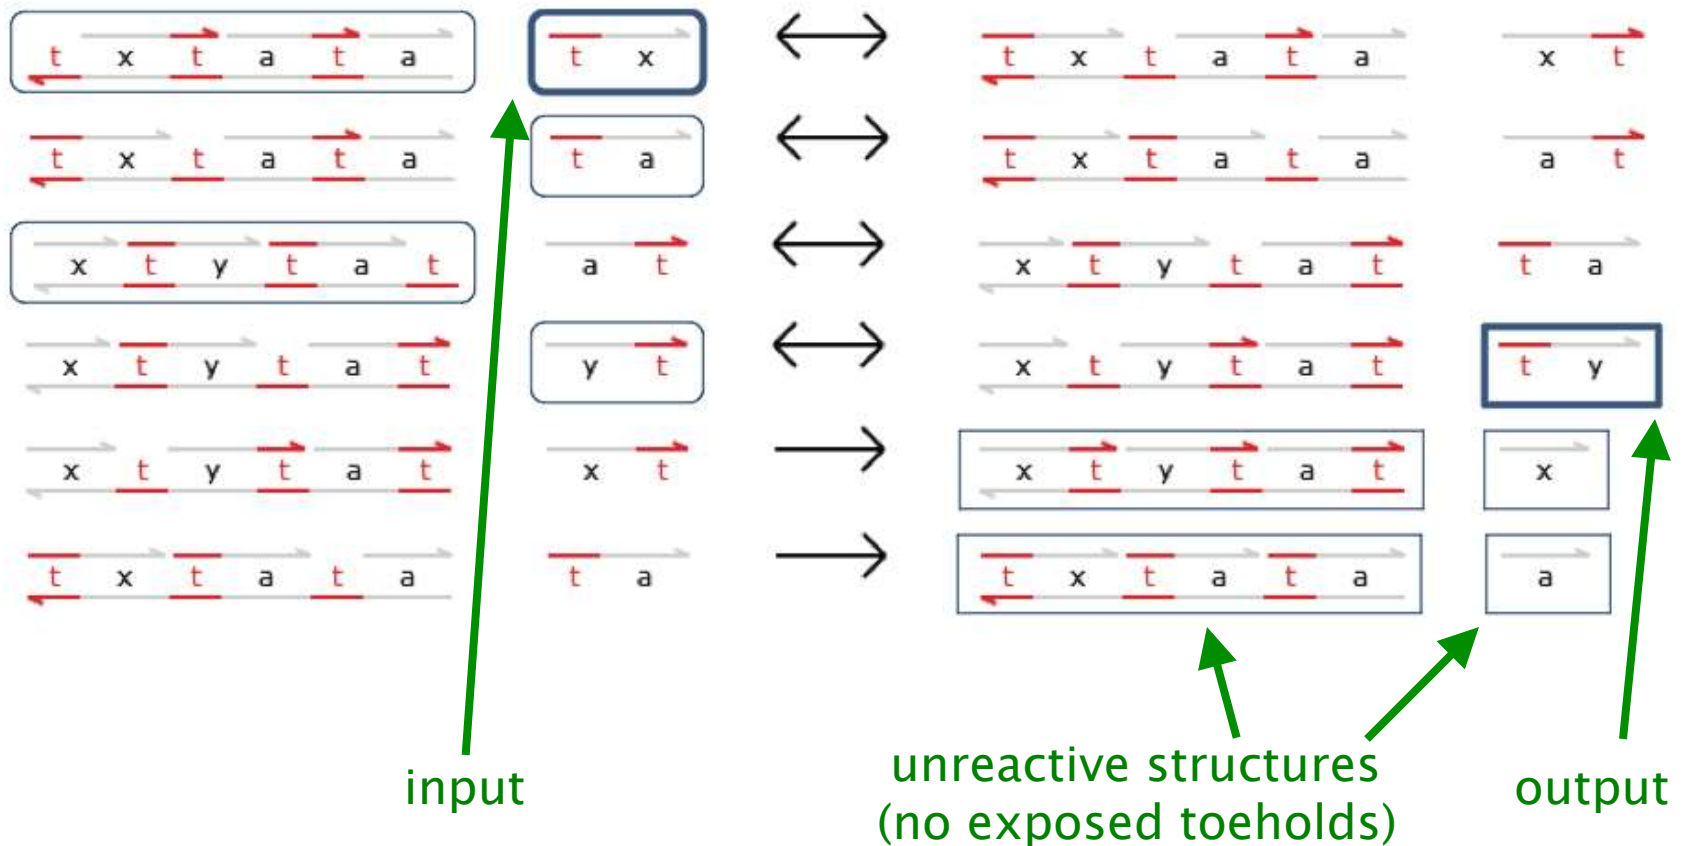 t x t a t a t x t x t a t a x t
t x t a t a t a t x t a t a a t
x t y t a t a t x t y t a t t a
x t y t a t y t x t y t a t t y
x t y t a t x t x t y t a t x
t x t a t a t a t x t a t a a
input
unreactive structures
(no exposed toeholds)
output